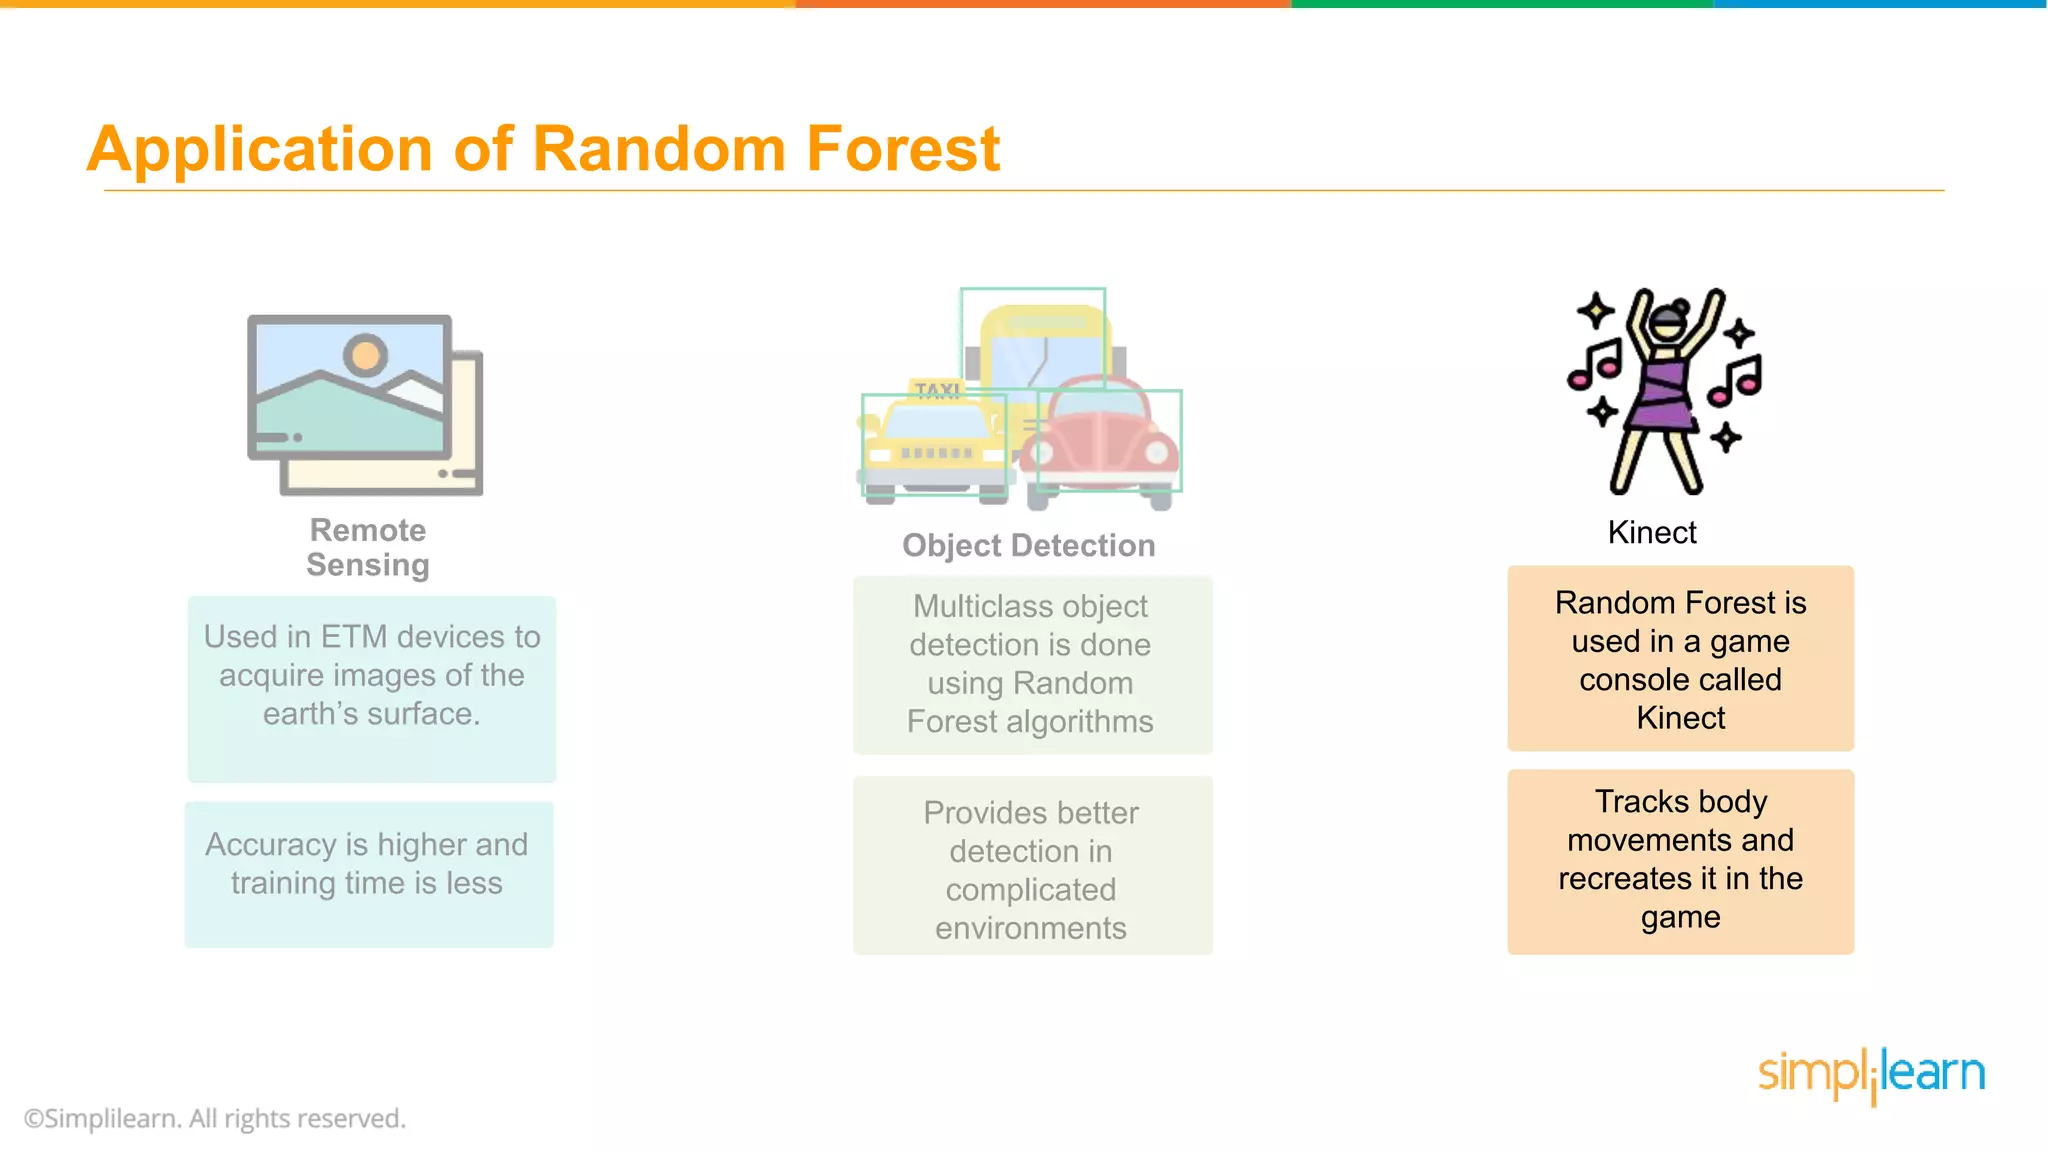 Application of Random Forest
TAXI
Remote
Sensing
Used in ETM devices to
acquire images of the
earth’s surface.
Accuracy is higher and
training time is less
Object Detection
Multiclass object
detection is done
using Random
Forest algorithms
Provides better
detection in
complicated
environments
Kinect
Random Forest is
used in a game
console called
Kinect
Tracks body
movements and
recreates it in the
game
simplilearn
©Simplilearn. All rights reserved.